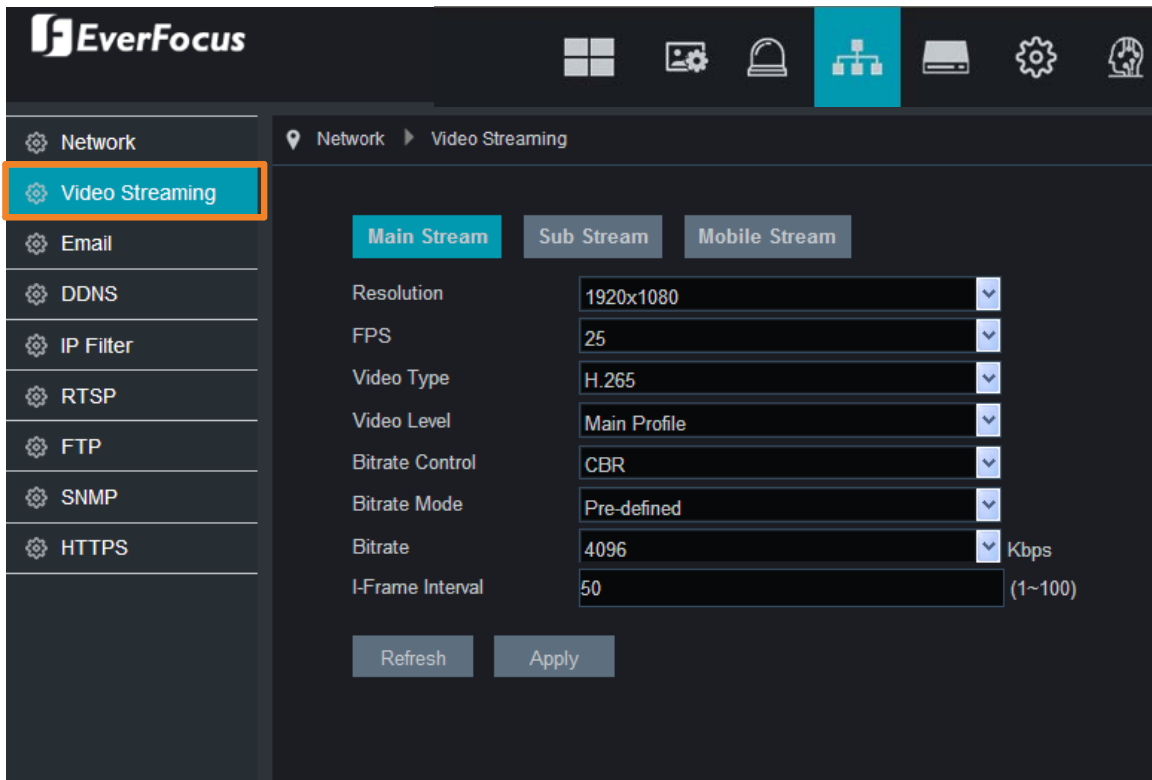 EverFocus
Network
Video Streaming
Email
DDNS
IP Filter
RTSP
FTP
SNMP
HTTPS
Network Video Streaming
Main Stream Sub Stream Mobile Stream
Resolution 1920x1080
FPS 25
Video Type H.265
Video Level Main Profile
Bitrate Control CBR
Bitrate Mode Pre-defined
Bitrate 4096 Kbps
I-Frame Interval 50 (1~100)
Refresh Apply